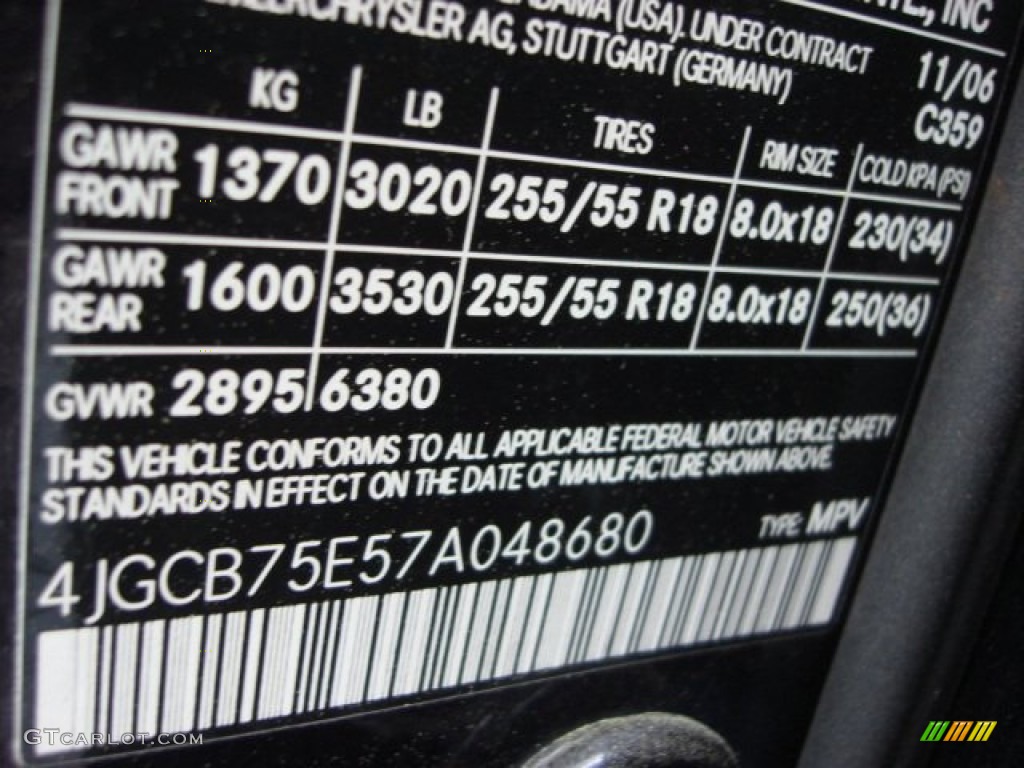 INC
(USA). UNDER CONTRACT 11/06
AG, STUTTGART (GERMANY) C359
KG LB TIRES RIM SIZE COLD KPA (PSI)
GAWR FRONT 1370 3020 255/55 R18 8.0x18 230(34)
GAWR REAR 1600 3530 255/55 R18 8.0x18 250(36)
GVWR 2895 6380
THIS VEHICLE CONFORMS TO ALL APPLICABLE FEDERAL MOTOR VEHICLE SAFETY
STANDARDS IN EFFECT ON THE DATE OF MANUFACTURE SHOWN ABOVE.
4JGCB75E57A048680 TYPE: MPV
GTcarlot.com